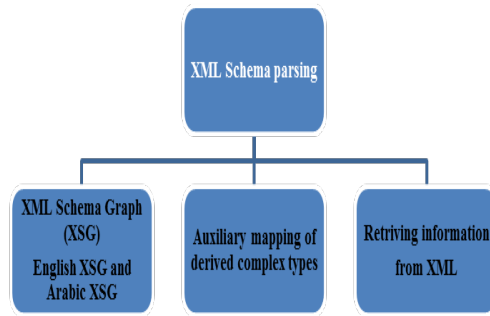 XML Schema parsing
XML Schema Graph
(XSG)
English XSG and
Arabic XSG
Auxiliary mapping of
derived complex types
Retriving information
from XML